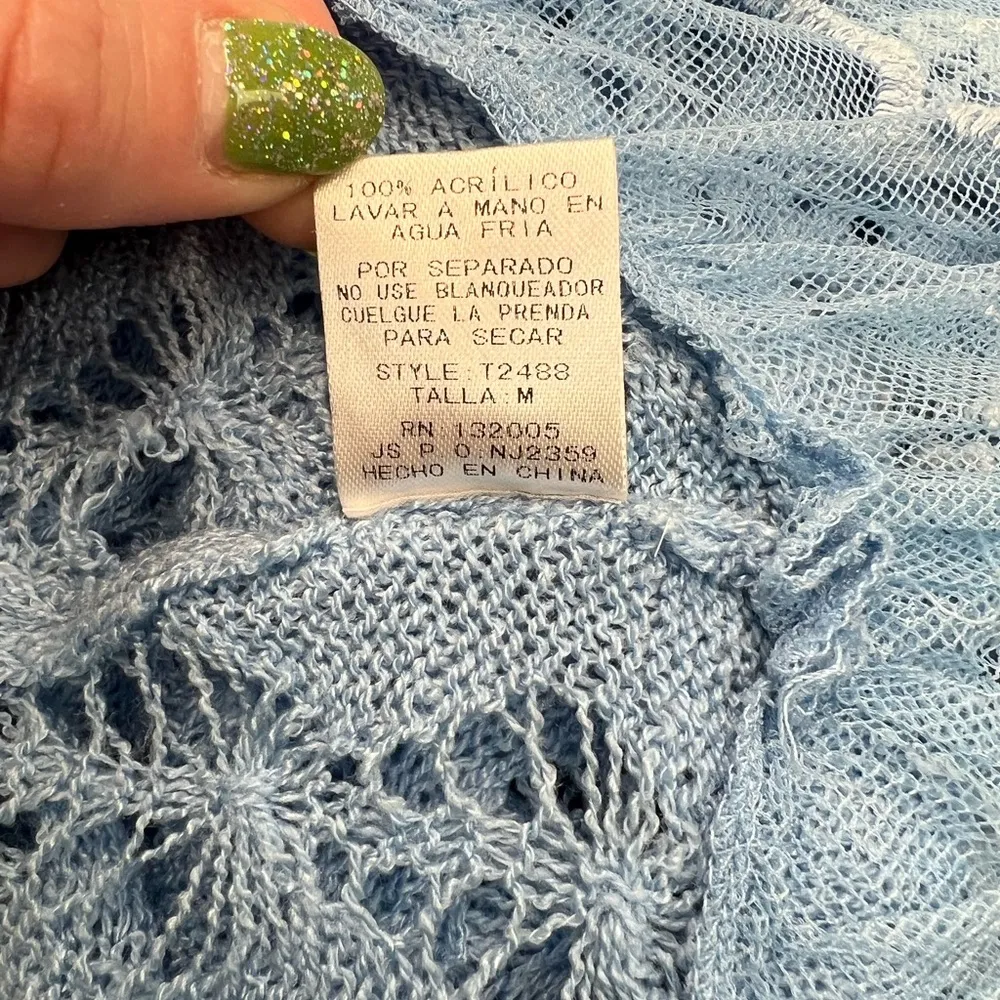 100% ACRÍLICO
LAVAR A MANO EN
AGUA FRIA
POR SEPARADO
NO USE BLANQUEADOR
CUELGUE LA PRENDA
PARA SECAR
STYLE:T2488
TALLA:M
RN 132005
JS P.O:NJ2359
HECHO EN CHINA